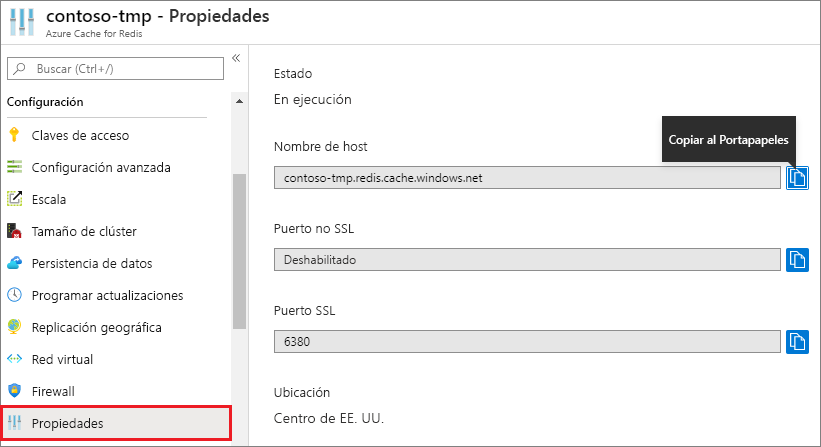 contoso-tmp - Propiedades
Azure Cache for Redis
Buscar (Ctrl+/)
Configuración
Claves de acceso
Configuración avanzada
Escala
Tamaño de clúster
Persistencia de datos
Programar actualizaciones
Replicación geográfica
Red virtual
Firewall
Propiedades
Estado
En ejecución
Copiar al Portapapeles
Nombre de host
contoso-tmp.redis.cache.windows.net
Puerto no SSL
Deshabilitado
Puerto SSL
6380
Ubicación
Centro de EE. UU.